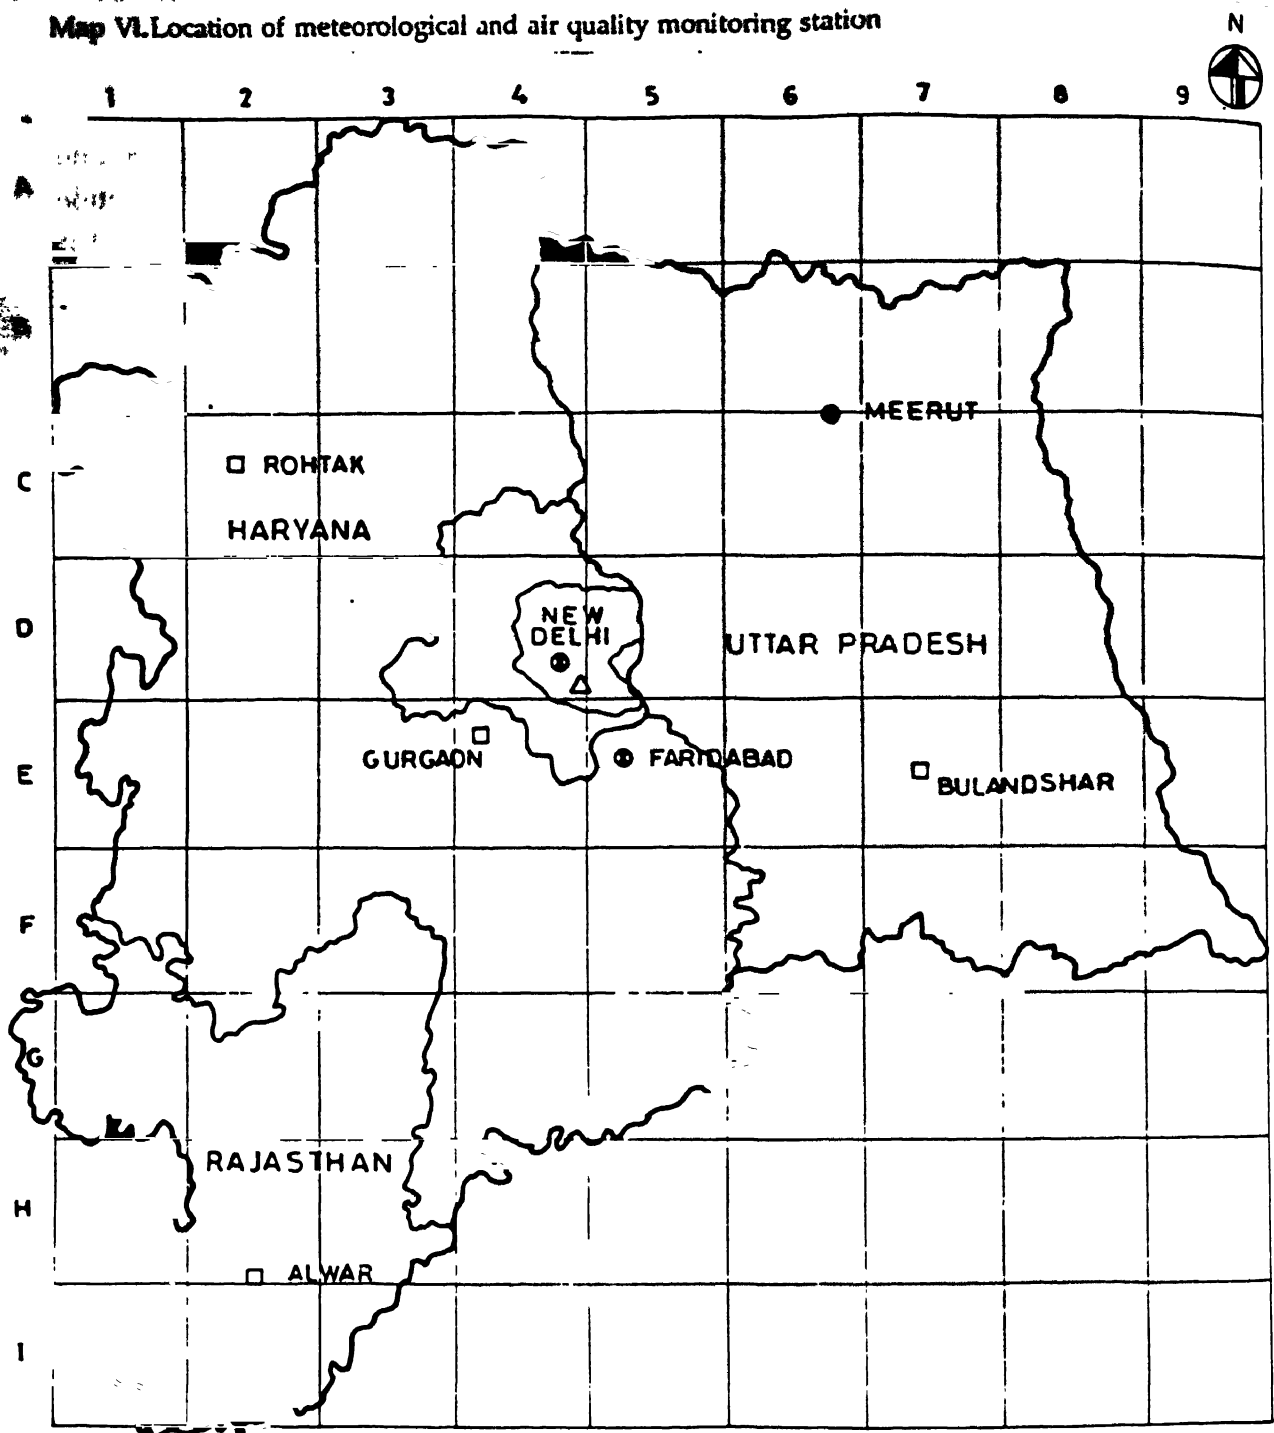 Map VI. Location of meteorological and air quality monitoring station
N
1 2 3 4 5 6 7 8 9
A
B
MEERUT
C
ROHTAK
HARYANA
D
NEW
DELHI
UTTAR PRADESH
E
GURGAON
FARIDABAD
BULANDSHAR
F
G
RAJASTHAN
H
ALWAR
I